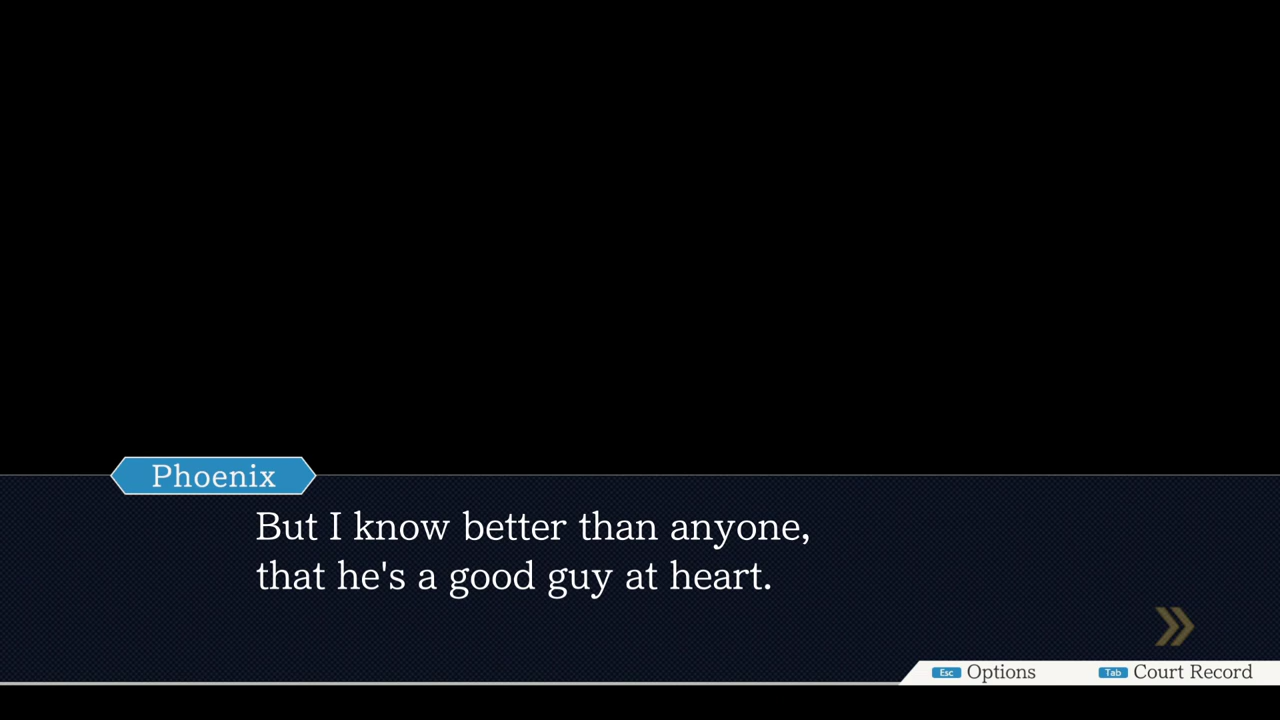 Phoenix
But I know better than anyone,
that he's a good guy at heart.
Esc Options Tab Court Record